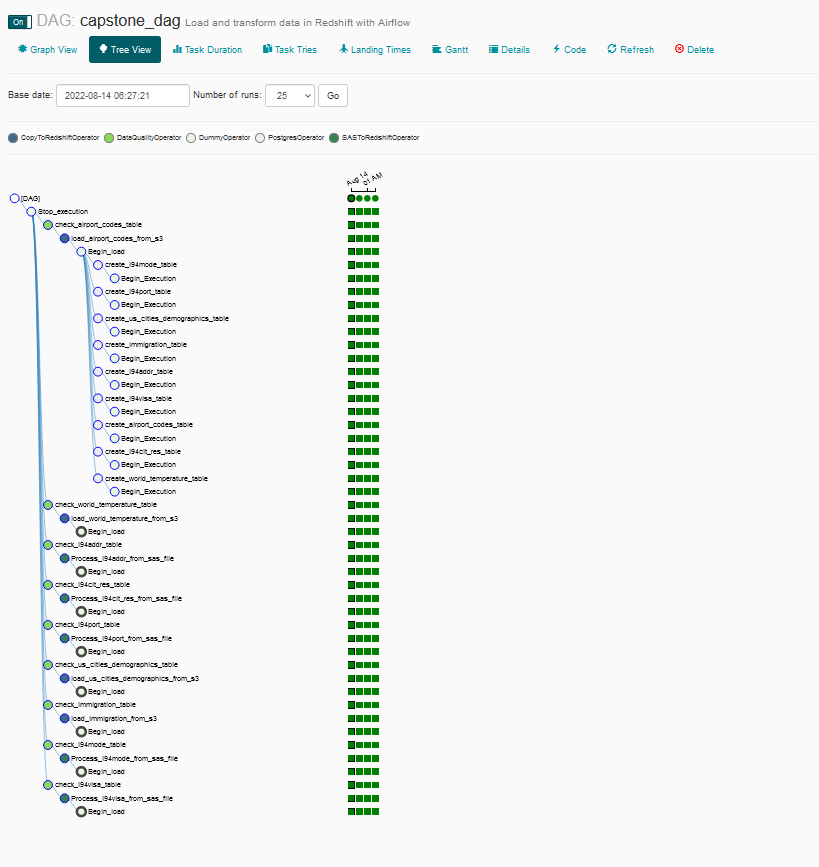 On DAG: capstone_dag Load and transform data in Redshift with Airflow
Graph View Tree View Task Duration Task Tries Landing Times Gantt Details Code Refresh Delete
Base date: 2022-08-14 06:27:21 Number of runs: 25 Go
CopyToRedshiftOperator DataQualityOperator DummyOperator PostgresOperator SASToRedshiftOperator
Aug 14 01 AM
[DAG]
Stop_execution
check_airport_codes_table
load_airport_codes_from_s3
Begin_load
create_i94mode_table
Begin_Execution
create_i94port_table
Begin_Execution
create_us_cities_demographics_table
Begin_Execution
create_immigration_table
Begin_Execution
create_i94addr_table
Begin_Execution
create_i94visa_table
Begin_Execution
create_airport_codes_table
Begin_Execution
create_i94cit_res_table
Begin_Execution
create_world_temperature_table
Begin_Execution
check_world_temperature_table
load_world_temperature_from_s3
Begin_load
check_i94addr_table
Process_i94addr_from_sas_file
Begin_load
check_i94cit_res_table
Process_i94cit_res_from_sas_file
Begin_load
check_i94port_table
Process_i94port_from_sas_file
Begin_load
check_us_cities_demographics_table
load_us_cities_demographics_from_s3
Begin_load
check_immigration_table
load_immigration_from_s3
Begin_load
check_i94mode_table
Process_i94mode_from_sas_file
Begin_load
check_i94visa_table
Process_i94visa_from_sas_file
Begin_load